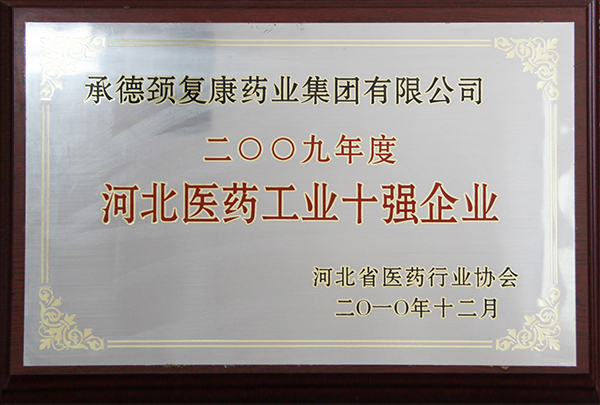 承德颈复康药业集团有限公司
二〇〇九年度
河北医药工业十强企业
河北省医药行业协会
二〇一〇年十二月